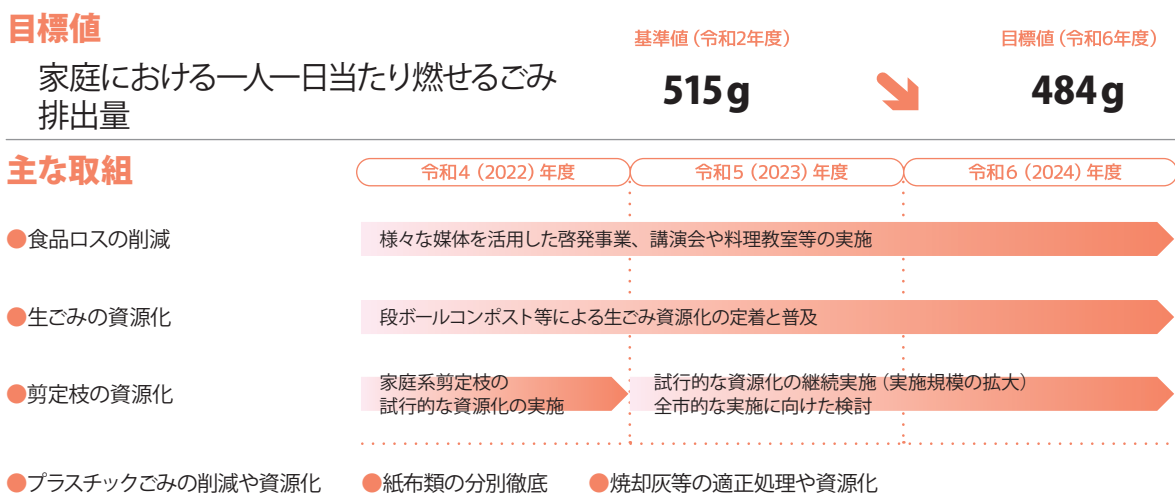 目標値
基準値（令和2年度）
目標値（令和6年度）
家庭における一人一日当たり燃せるごみ
排出量
515g
484g
主な取組
令和4（2022）年度
令和5（2023）年度
令和6（2024）年度
●食品ロスの削減
様々な媒体を活用した啓発事業、講演会や料理教室等の実施
●生ごみの資源化
段ボールコンポスト等による生ごみ資源化の定着と普及
●剪定枝の資源化
家庭系剪定枝の
試行的な資源化の実施
試行的な資源化の継続実施（実施規模の拡大）
全市的な実施に向けた検討
●プラスチックごみの削減や資源化
●紙布類の分別徹底
●焼却灰等の適正処理や資源化